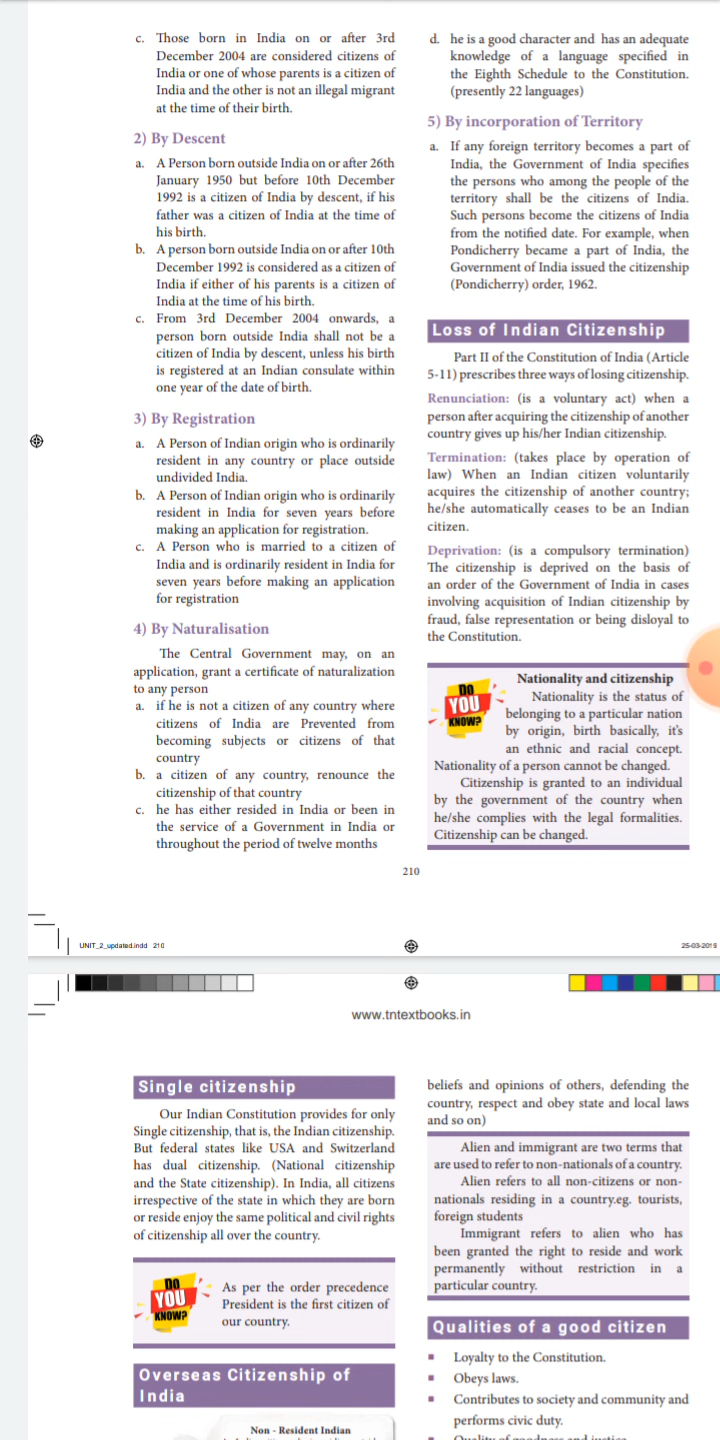 c. Those born in India on or after 3rd
December 2004 are considered citizens of
India or one of whose parents is a citizen of
India and the other is not an illegal migrant
at the time of their birth.
2) By Descent
a. A Person born outside India on or after 26th
January 1950 but before 10th December
1992 is a citizen of India by descent, if his
father was a citizen of India at the time of
his birth.
b. A person born outside India on or after 10th
December 1992 is considered as a citizen of
India if either of his parents is a citizen of
India at the time of his birth.
c. From 3rd December 2004 onwards, a
person born outside India shall not be a
citizen of India by descent, unless his birth
is registered at an Indian consulate within
one year of the date of birth.
3) By Registration
a. A Person of Indian origin who is ordinarily
resident in any country or place outside
undivided India.
b. A Person of Indian origin who is ordinarily
resident in India for seven years before
making an application for registration.
c. A Person who is married to a citizen of
India and is ordinarily resident in India for
seven years before making an application
for registration
4) By Naturalisation
The Central Government may, on an
application, grant a certificate of naturalization
to any person
a. if he is not a citizen of any country where
citizens of India are Prevented from
becoming subjects or citizens of that
country
b. a citizen of any country, renounce the
citizenship of that country
c. he has either resided in India or been in
the service of a Government in India or
throughout the period of twelve months
d. he is a good character and has an adequate
knowledge of a language specified in
the Eighth Schedule to the Constitution.
(presently 22 languages)
5) By incorporation of Territory
a. If any foreign territory becomes a part of
India, the Government of India specifies
the persons who among the people of the
territory shall be the citizens of India.
Such persons become the citizens of India
from the notified date. For example, when
Pondicherry became a part of India, the
Government of India issued the citizenship
(Pondicherry) order, 1962.
Loss of Indian Citizenship
Part II of the Constitution of India (Article
5-11) prescribes three ways of losing citizenship.
Renunciation: (is a voluntary act) when a
person after acquiring the citizenship of another
country gives up his/her Indian citizenship.
Termination: (takes place by operation of
law) When an Indian citizen voluntarily
acquires the citizenship of another country;
he/she automatically ceases to be an Indian
citizen.
Deprivation: (is a compulsory termination)
The citizenship is deprived on the basis of
an order of the Government of India in cases
involving acquisition of Indian citizenship by
fraud, false representation or being disloyal to
the Constitution.
DO
YOU
KNOW?
Nationality and citizenship
Nationality is the status of
belonging to a particular nation
by origin, birth basically, it's
an ethnic and racial concept.
Nationality of a person cannot be changed.
Citizenship is granted to an individual
by the government of the country when
he/she complies with the legal formalities.
Citizenship can be changed.
210
UNIT_2_updated.indd 210
25-03-2019
www.tntextbooks.in
Single citizenship
Our Indian Constitution provides for only
Single citizenship, that is, the Indian citizenship.
But federal states like USA and Switzerland
has dual citizenship. (National citizenship
and the State citizenship). In India, all citizens
irrespective of the state in which they are born
or reside enjoy the same political and civil rights
of citizenship all over the country.
DO
YOU
KNOW?
As per the order precedence
President is the first citizen of
our country.
Overseas Citizenship of
India
Non - Resident Indian
beliefs and opinions of others, defending the
country, respect and obey state and local laws
and so on)
Alien and immigrant are two terms that
are used to refer to non-nationals of a country.
Alien refers to all non-citizens or non-
nationals residing in a country.eg. tourists,
foreign students
Immigrant refers to alien who has
been granted the right to reside and work
permanently without restriction in a
particular country.
Qualities of a good citizen
▪ Loyalty to the Constitution.
▪ Obeys laws.
▪ Contributes to society and community and
performs civic duty.
▪ Quality of goodness and justice